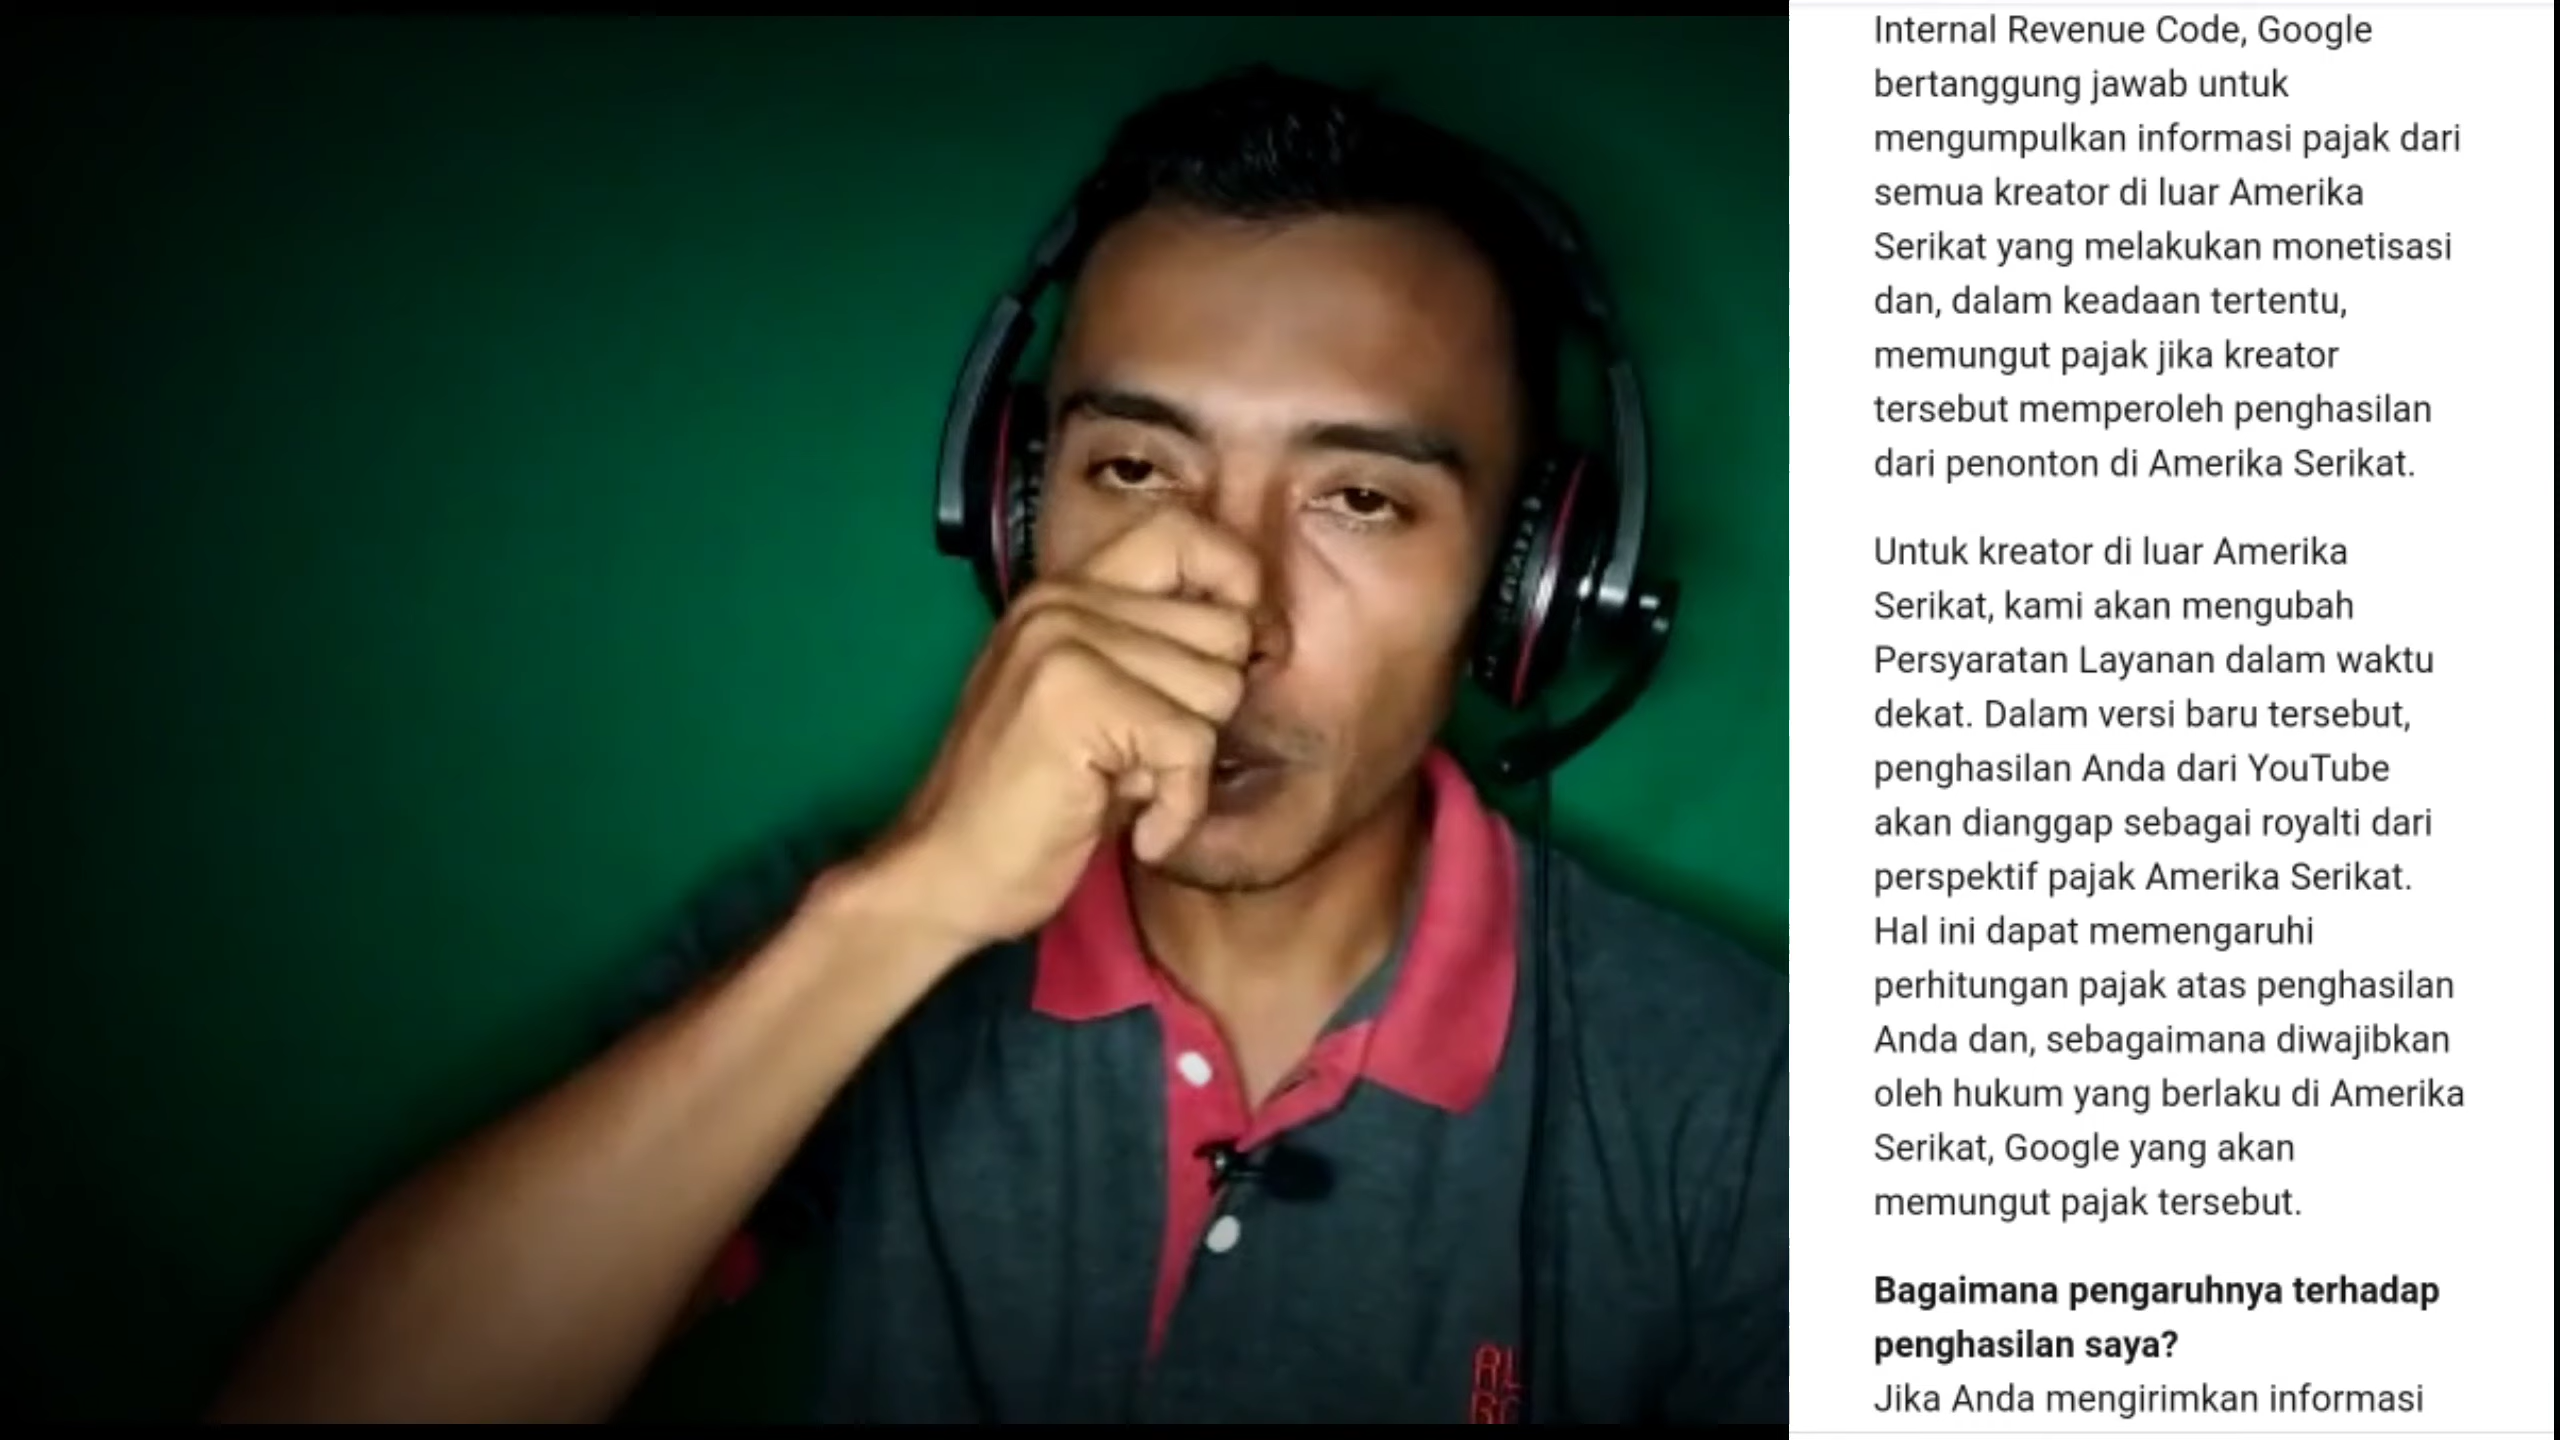 Internal Revenue Code, Google
bertanggung jawab untuk
mengumpulkan informasi pajak dari
semua kreator di luar Amerika
Serikat yang melakukan monetisasi
dan, dalam keadaan tertentu,
memungut pajak jika kreator
tersebut memperoleh penghasilan
dari penonton di Amerika Serikat.
Untuk kreator di luar Amerika
Serikat, kami akan mengubah
Persyaratan Layanan dalam waktu
dekat. Dalam versi baru tersebut,
penghasilan Anda dari YouTube
akan dianggap sebagai royalti dari
perspektif pajak Amerika Serikat.
Hal ini dapat memengaruhi
perhitungan pajak atas penghasilan
Anda dan, sebagaimana diwajibkan
oleh hukum yang berlaku di Amerika
Serikat, Google yang akan
memungut pajak tersebut.
Bagaimana pengaruhnya terhadap
penghasilan saya?
Jika Anda mengirimkan informasi